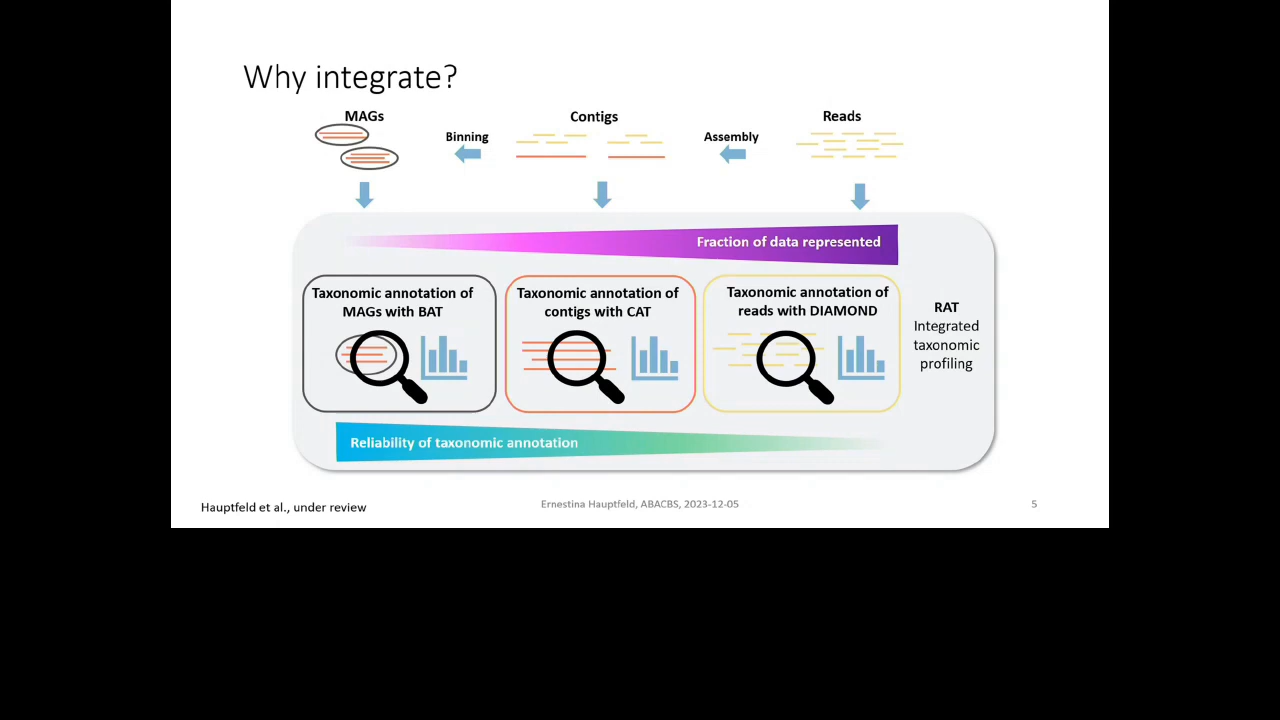 Why integrate?
MAGs
Contigs
Reads
Binning
Assembly
Fraction of data represented
Taxonomic annotation of
MAGs with BAT
Taxonomic annotation of
contigs with CAT
Taxonomic annotation of
reads with DIAMOND
RAT
Integrated
taxonomic
profiling
Reliability of taxonomic annotation
Hauptfeld et al., under review
Ernestina Hauptfeld, ABACBS, 2023-12-05
5